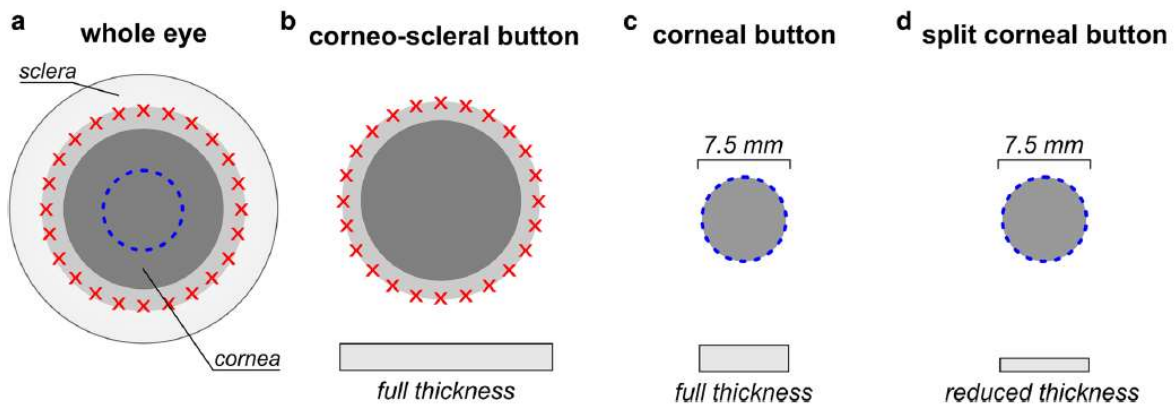 a
whole eye
sclera
cornea
b
corneo-scleral button
full thickness
c
corneal button
7.5 mm
full thickness
d
split corneal button
7.5 mm
reduced thickness